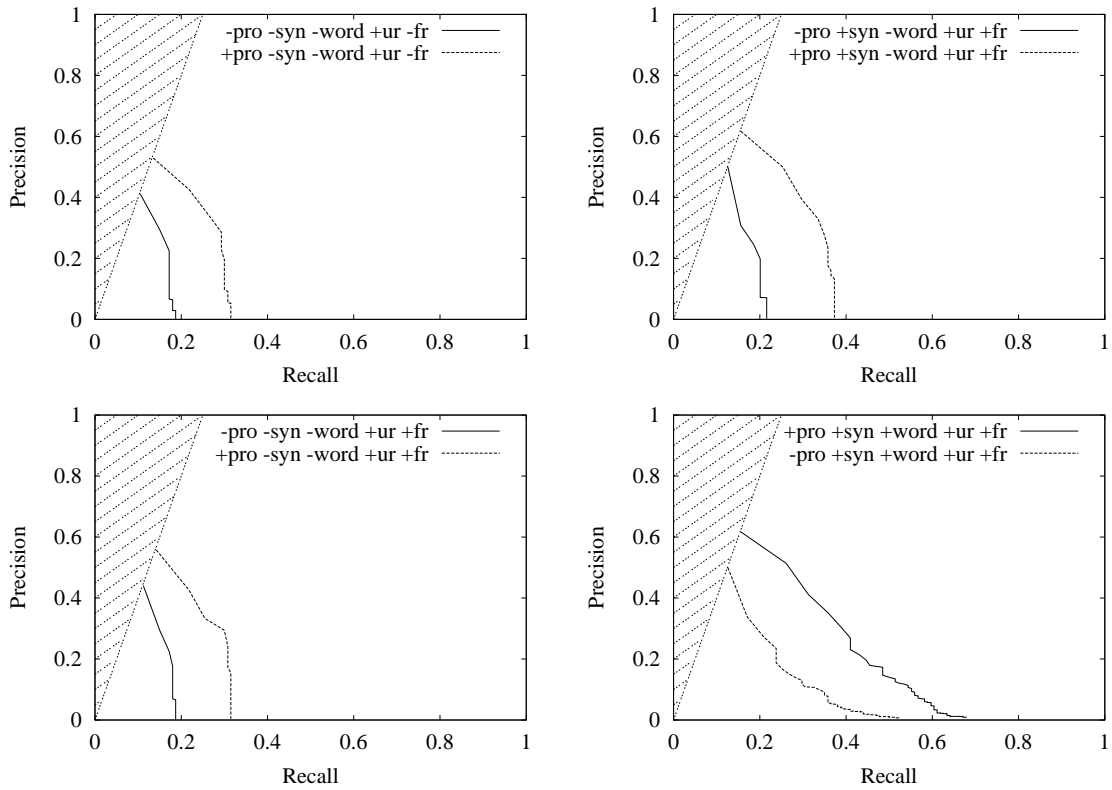 1
0.8
0.6
0.4
0.2
0
Precision
0 0.2 0.4 0.6 0.8 1
Recall
-pro -syn -word +ur -fr
+pro -syn -word +ur -fr
1
0.8
0.6
0.4
0.2
0
Precision
0 0.2 0.4 0.6 0.8 1
Recall
-pro +syn -word +ur +fr
+pro +syn -word +ur +fr
1
0.8
0.6
0.4
0.2
0
Precision
0 0.2 0.4 0.6 0.8 1
Recall
-pro -syn -word +ur +fr
+pro -syn -word +ur +fr
1
0.8
0.6
0.4
0.2
0
Precision
0 0.2 0.4 0.6 0.8 1
Recall
+pro +syn +word +ur +fr
-pro +syn +word +ur +fr